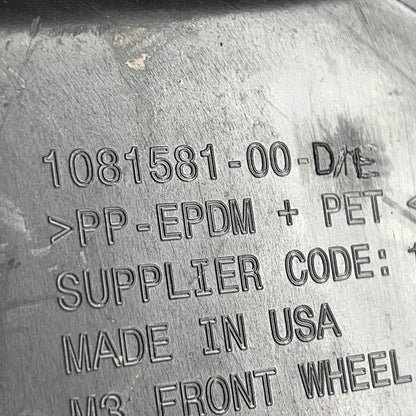 1081581-00-D/E
>PP-EPDM + PET <
SUPPLIER CODE:
MADE IN USA
M3 FRONT WHEEL